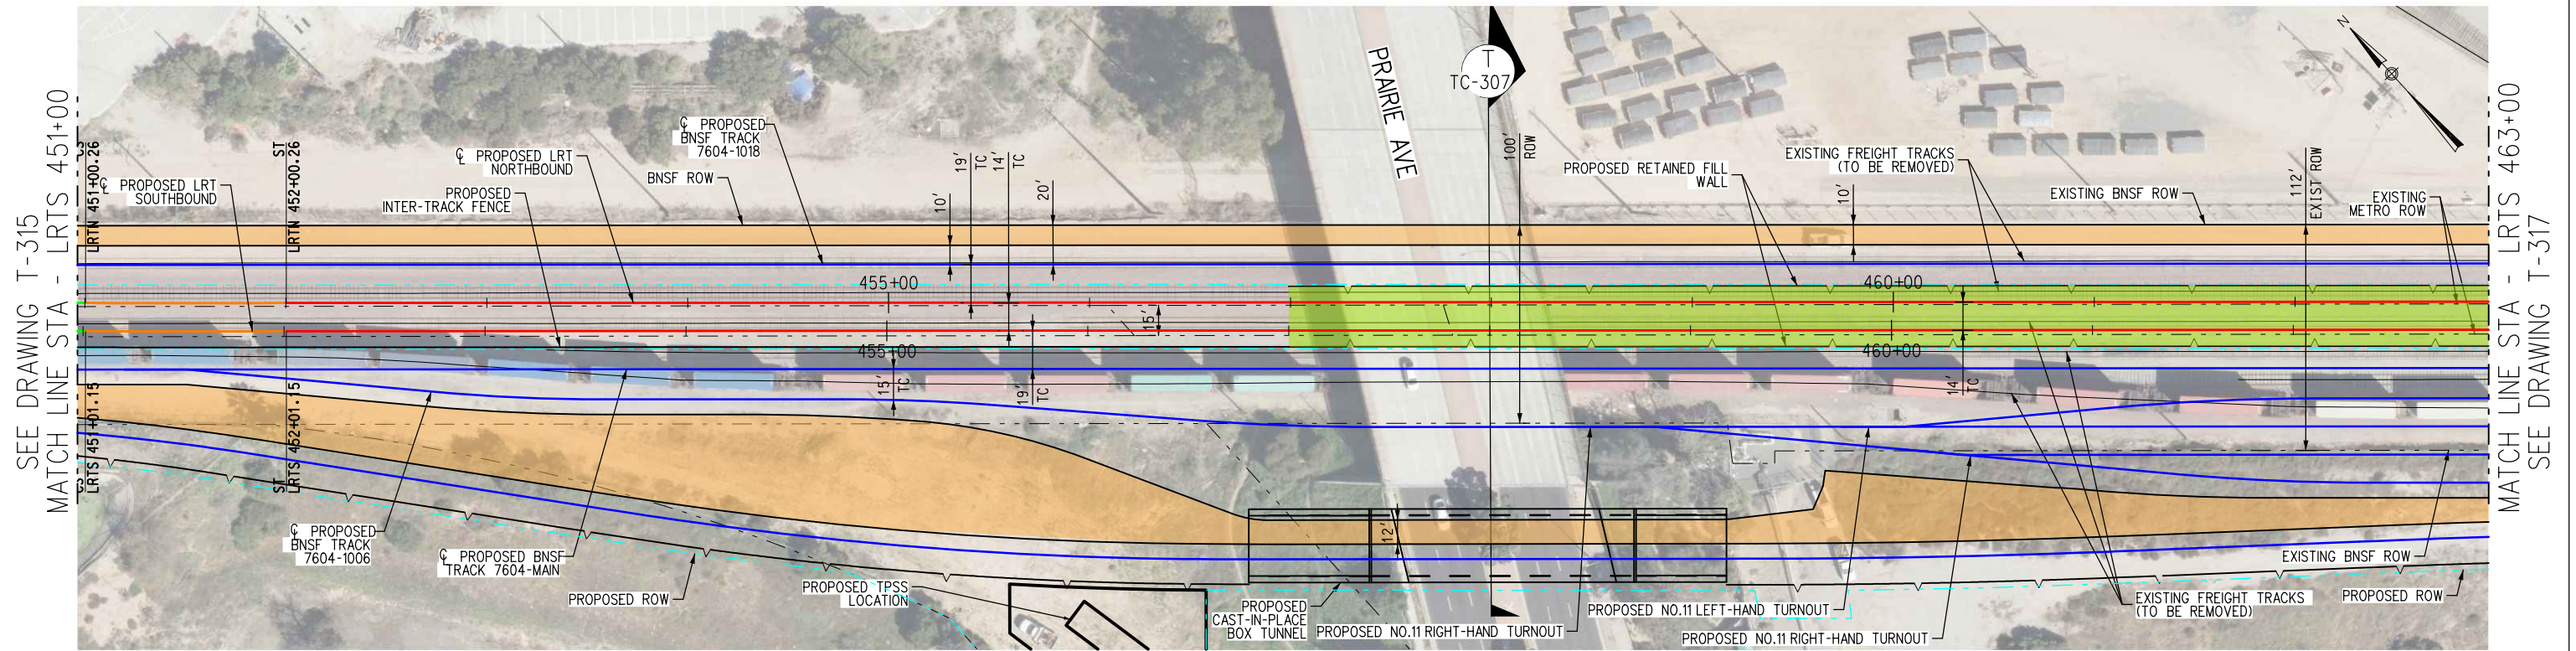 SEE DRAWING T-315
MATCH LINE STA - LRTS 451+00
LRTN 451+00.26
ST
LRTN 452+00.26
℄ PROPOSED LRT
SOUTHBOUND
PROPOSED
INTER-TRACK FENCE
℄ PROPOSED LRT
NORTHBOUND
BNSF ROW
℄ PROPOSED
BNSF TRACK
7604-1018
10'
19'
TC
14'
TC
20'
PRAIRIE AVE
T
TC-307
100'
ROW
PROPOSED RETAINED FILL
WALL
EXISTING FREIGHT TRACKS
(TO BE REMOVED)
10'
EXISTING BNSF ROW
112'
EXIST ROW
EXISTING
METRO ROW
N
455+00
460+00
15'
455+00
460+00
15'
TC
19'
TC
14'
TC
LRTS 451+01.15
ST
LRTS 452+01.15
℄ PROPOSED
BNSF TRACK
7604-1006
℄ PROPOSED BNSF
TRACK 7604-MAIN
PROPOSED ROW
PROPOSED TPSS
LOCATION
12'
PROPOSED
CAST-IN-PLACE
BOX TUNNEL
PROPOSED NO.11 RIGHT-HAND TURNOUT
PROPOSED NO.11 LEFT-HAND TURNOUT
PROPOSED NO.11 RIGHT-HAND TURNOUT
EXISTING FREIGHT TRACKS
(TO BE REMOVED)
EXISTING BNSF ROW
PROPOSED ROW
MATCH LINE STA - LRTS 463+00
SEE DRAWING T-317